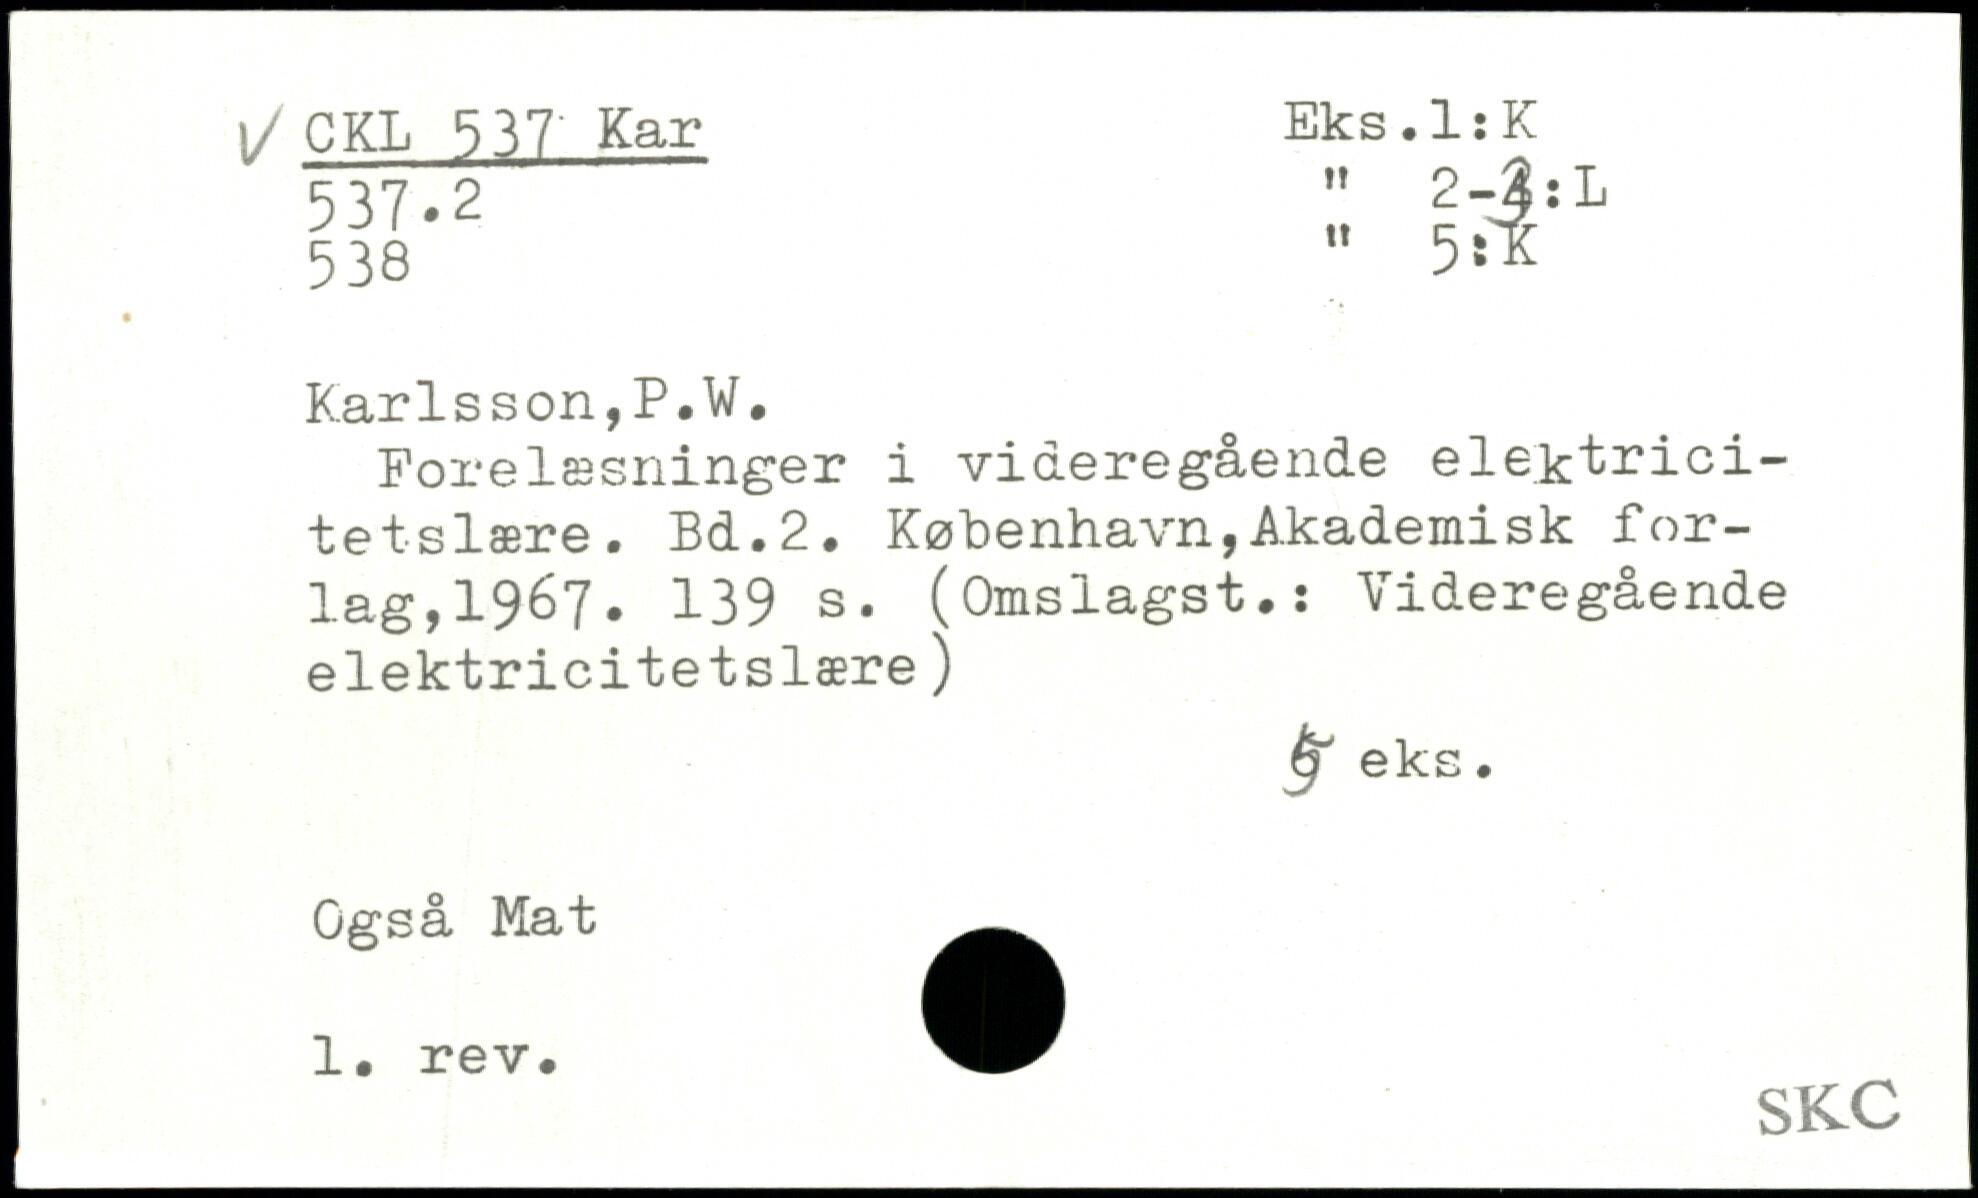 V CKL 537 Kar Eks.1:K
537.2 " 2-3:L
538 " 5:K
Karlsson,P.W.
Forelæsninger i videregående elektrici-
tetslære. Bd.2. København,Akademisk for-
lag,1967. 139 s. (Omslagst.: Videregående
elektricitetslære)
5 eks.
Også Mat
1. rev.
SKC